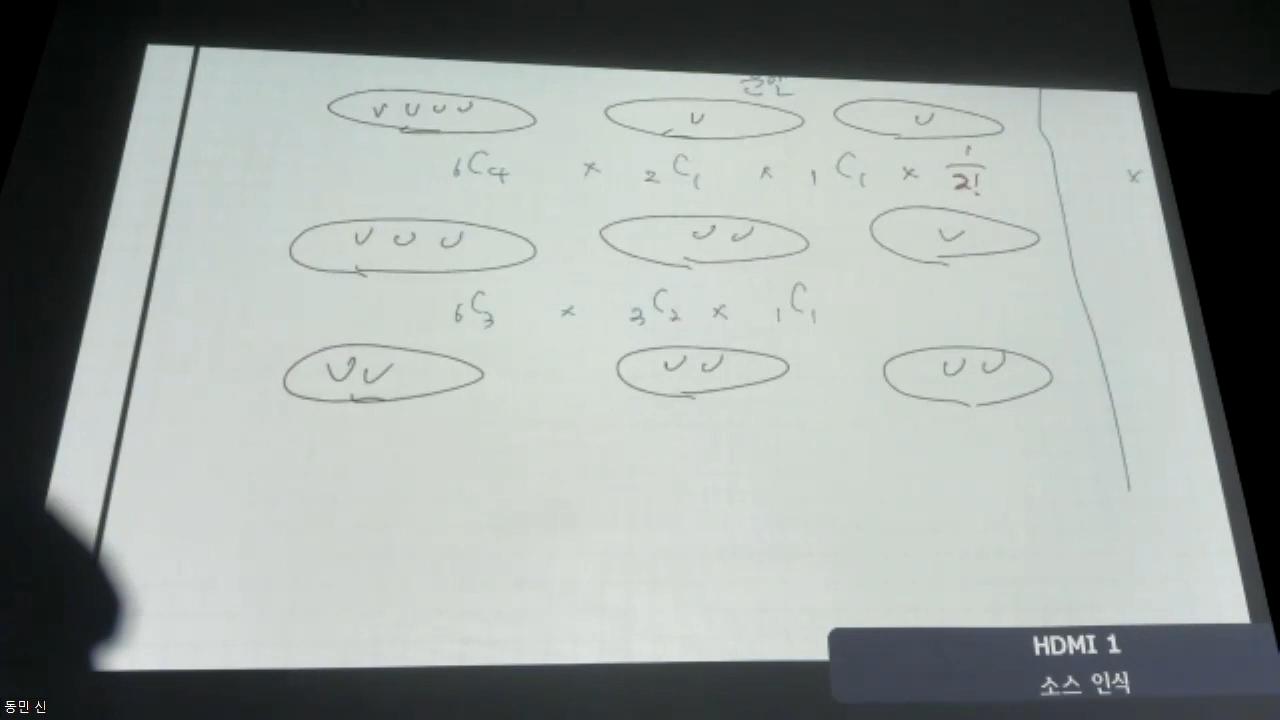 ₆C₄ × ₂C₁ × ₁C₁ × 1/2! ×
₆C₃ × ₃C₂ × ₁C₁
HDMI 1
소스 인식
동민 신